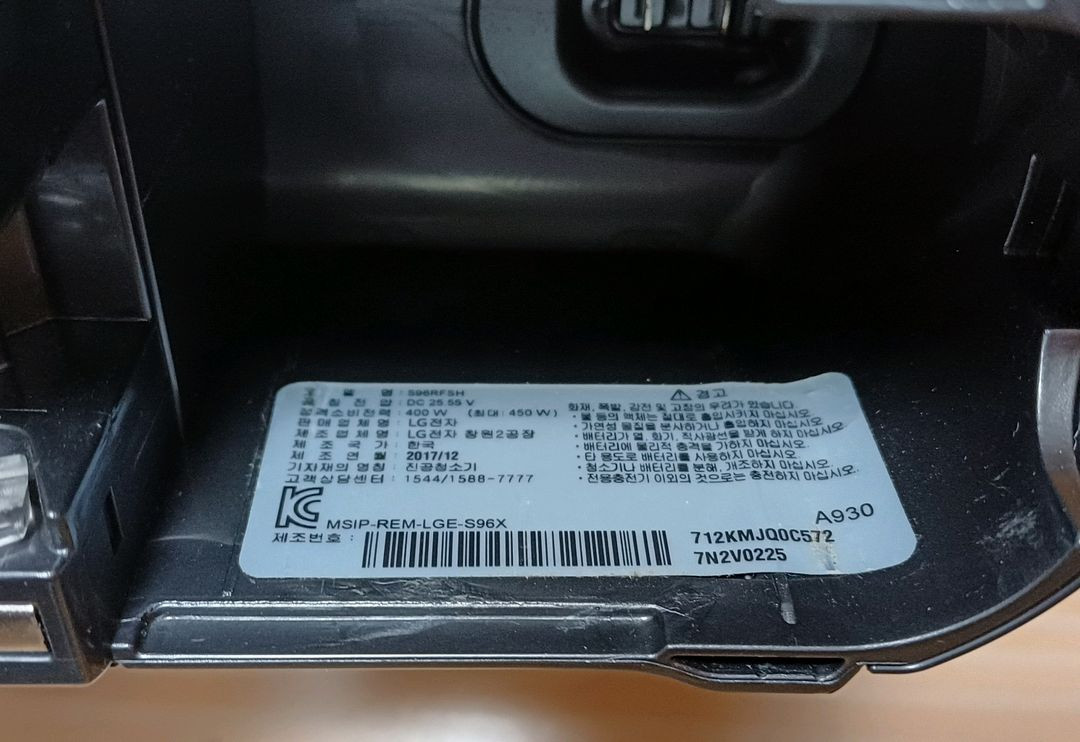 모 델 명 : S96RFSH
정 격 전 압 : DC 25.55 V
정격소비전력 : 400 W (최대 : 450 W)
판 매 업 체 명 : LG전자
제 조 업 체 명 : LG전자 창원2공장
제 조 국 가 : 한국
제 조 연 월 : 2017/12
기자재의 명칭 : 진공청소기
고객상담센터 : 1544/1588-7777
MSIP-REM-LGE-S96X
제조번호 :
⚠ 경고
화재, 폭발, 감전 및 고장의 우려가 있습니다
· 물 등의 액체는 절대로 흡입시키지 마십시오.
· 가연성 물질을 분사하거나 흡입하지 마십시오.
· 배터리가 열, 화기, 직사광선을 받게 하지 마십시오.
· 배터리에 물리적 충격을 가하지 마십시오.
· 타 용도로 배터리를 사용하지 마십시오.
· 청소기나 배터리를 분해, 개조하지 마십시오.
· 전용충전기 이외의 것으로는 충전하지 마십시오.
A930
712KMJQ0C572
7N2V0225